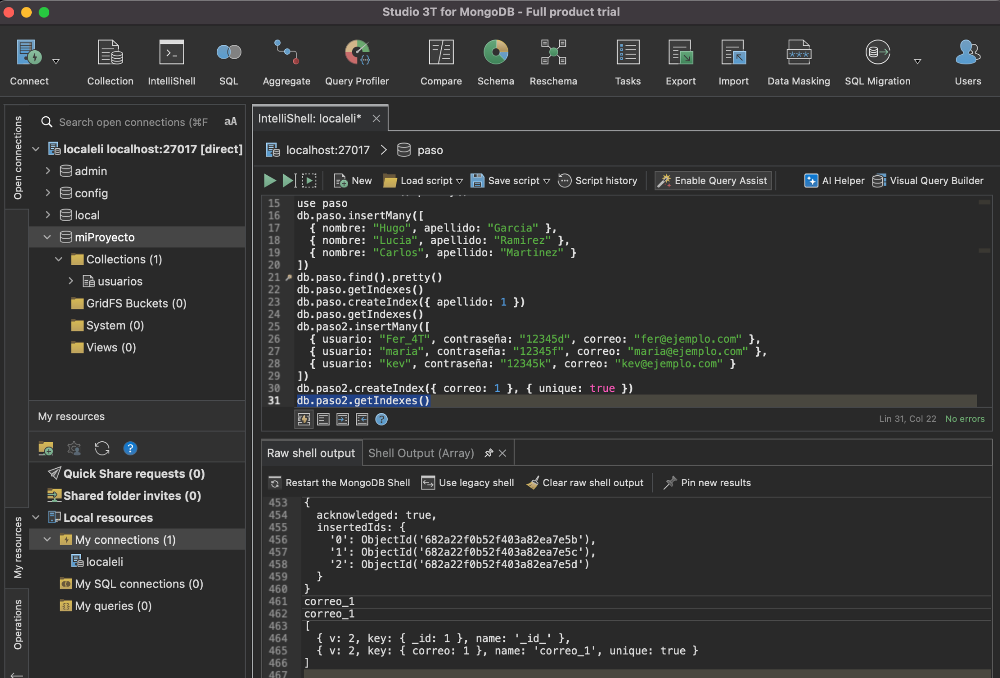 Studio 3T for MongoDB - Full product trial
Connect
Collection
IntelliShell
SQL
Aggregate
Query Profiler
Compare
Schema
Reschema
Tasks
Export
Import
Data Masking
SQL Migration
Users
Open connections
Search open connections (⌘F
aA
localeli localhost:27017 [direct]
admin
config
local
miProyecto
Collections (1)
usuarios
GridFS Buckets (0)
System (0)
Views (0)
My resources
Quick Share requests (0)
Shared folder invites (0)
Local resources
My connections (1)
localeli
My SQL connections (0)
My queries (0)
My resources
Operations
IntelliShell: localeli*
localhost:27017 > paso
New
Load script
Save script
Script history
Enable Query Assist
AI Helper
Visual Query Builder
15 use paso
16 db.paso.insertMany([
17 { nombre: "Hugo", apellido: "Garcia" },
18 { nombre: "Lucia", apellido: "Ramirez" },
19 { nombre: "Carlos", apellido: "Martinez" }
20 ])
21 db.paso.find().pretty()
22 db.paso.getIndexes()
23 db.paso.createIndex({ apellido: 1 })
24 db.paso.getIndexes()
25 db.paso2.insertMany([
26 { usuario: "Fer_4T", contraseña: "12345d", correo: "fer@ejemplo.com" },
27 { usuario: "maria", contraseña: "12345f", correo: "maria@ejemplo.com" },
28 { usuario: "kev", contraseña: "12345k", correo: "kev@ejemplo.com" }
29 ])
30 db.paso2.createIndex({ correo: 1 }, { unique: true })
31 db.paso2.getIndexes()
Lin 31, Col 22 No errors
Raw shell output
Shell Output (Array)
Restart the MongoDB Shell
Use legacy shell
Clear raw shell output
Pin new results
453 {
454 acknowledged: true,
455 insertedIds: {
456 '0': ObjectId('682a22f0b52f403a82ea7e5b'),
457 '1': ObjectId('682a22f0b52f403a82ea7e5c'),
458 '2': ObjectId('682a22f0b52f403a82ea7e5d')
459 }
460 }
461 correo_1
462 correo_1
463 [
464 { v: 2, key: { _id: 1 }, name: '_id_' },
465 { v: 2, key: { correo: 1 }, name: 'correo_1', unique: true }
466 ]
467